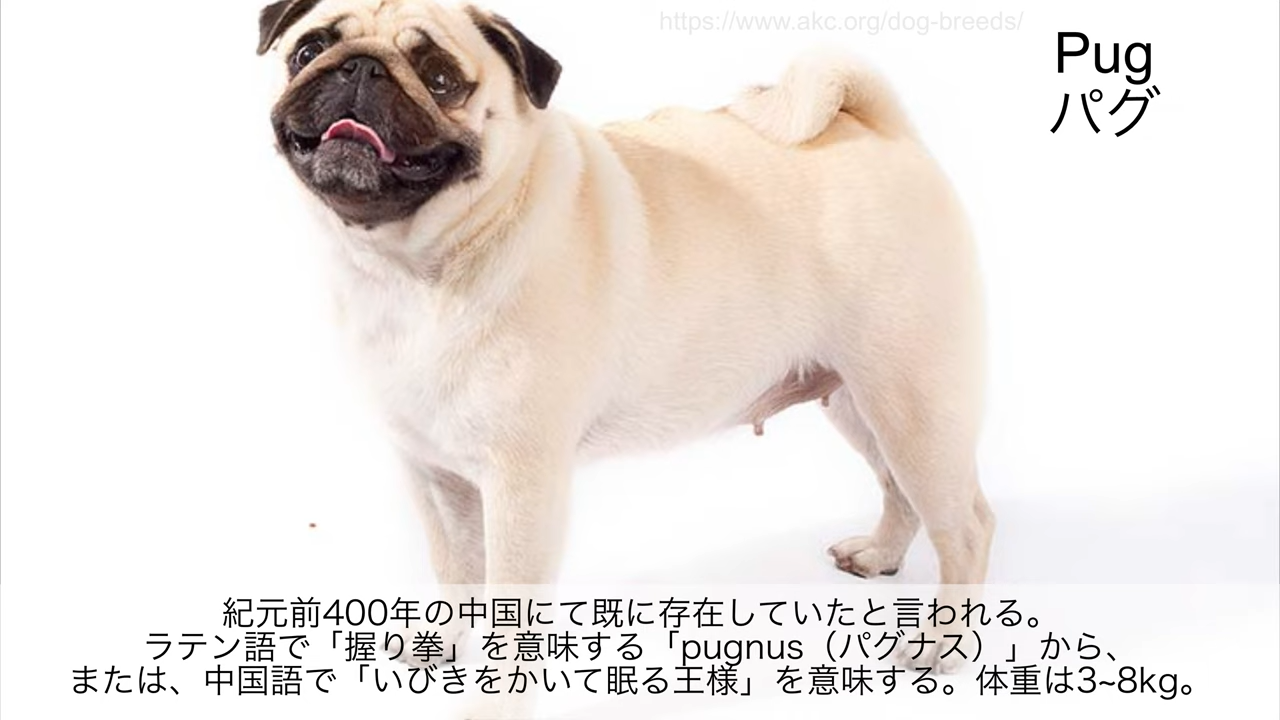 https://www.akc.org/dog-breeds/
Pug
パグ
紀元前400年の中国にて既に存在していたと言われる。
ラテン語で「握り拳」を意味する「pugnus（パグナス）」から、
または、中国語で「いびきをかいて眠る王様」を意味する。体重は3~8kg。